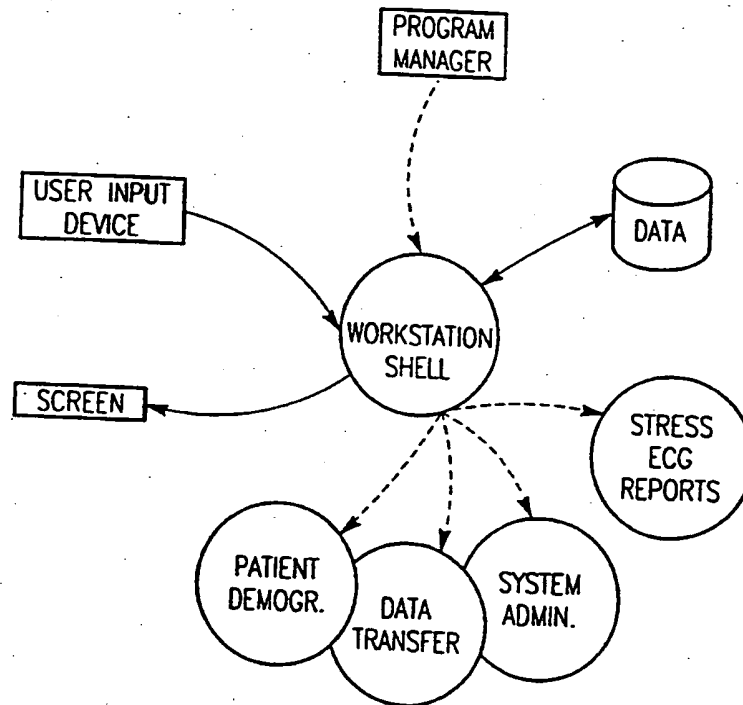 PROGRAM
MANAGER
USER INPUT
DEVICE
DATA
WORKSTATION
SHELL
SCREEN
STRESS
ECG
REPORTS
PATIENT
DEMOGR.
DATA
TRANSFER
SYSTEM
ADMIN.